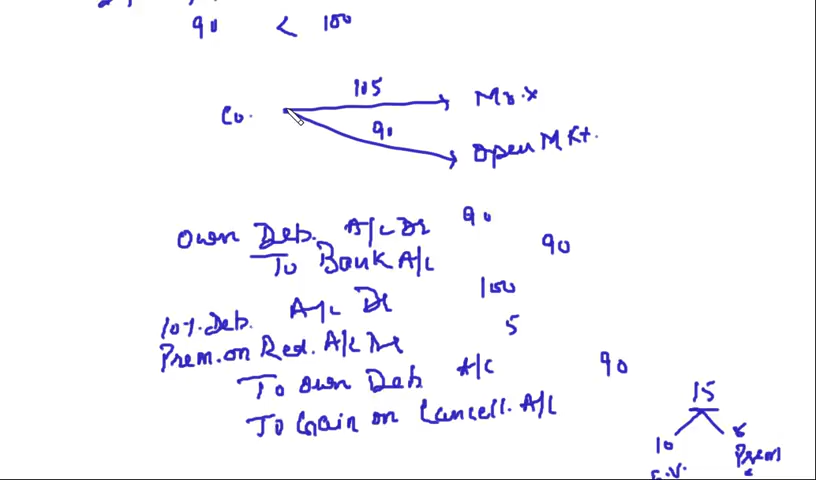 90 < 100
105
Co. Mr. X
90
Open Mkt.
Own Deb. A/c Dr 90
To Bank A/c 90
10%. Deb. A/c Dr 100
Prem. on Red. A/c Dr 5
To own Deb A/c 90
To Gain on Cancell. A/c
15
10
Prem
F.V.